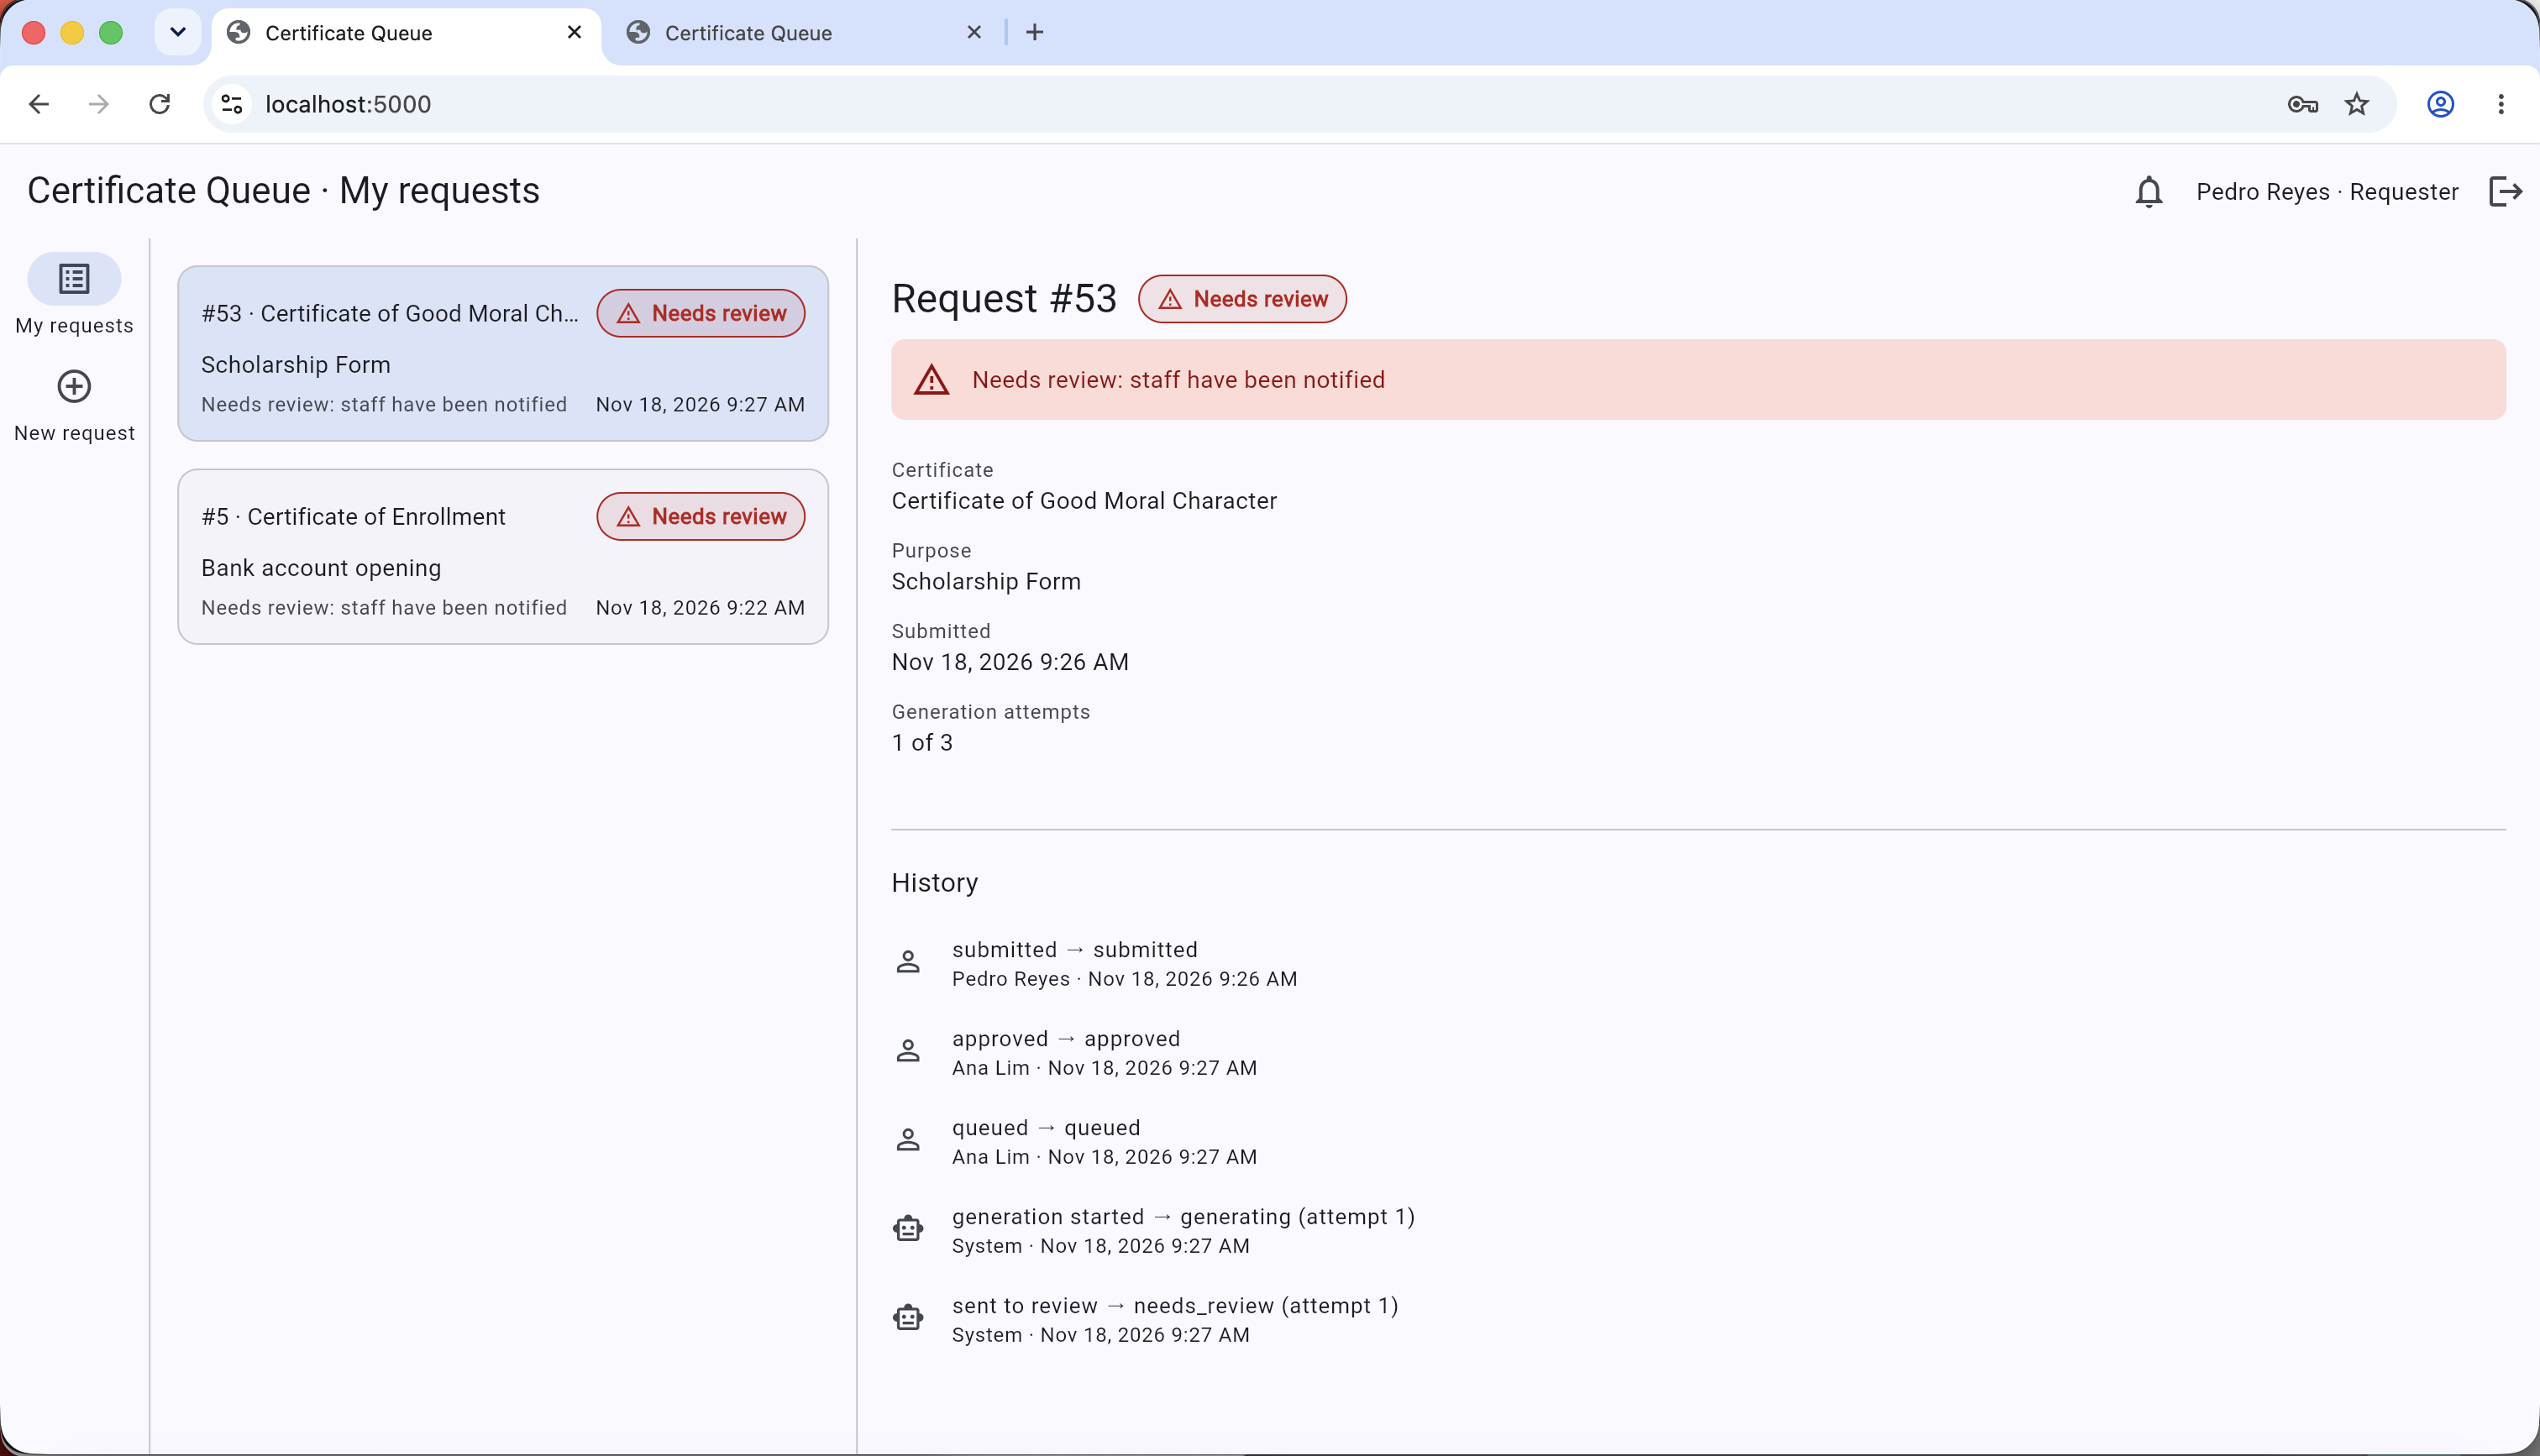 Certificate Queue
Certificate Queue
localhost:5000
Certificate Queue · My requests
Pedro Reyes · Requester
My requests
New request
#53 · Certificate of Good Moral Ch...
Needs review
Scholarship Form
Needs review: staff have been notified
Nov 18, 2026 9:27 AM
#5 · Certificate of Enrollment
Needs review
Bank account opening
Needs review: staff have been notified
Nov 18, 2026 9:22 AM
Request #53
Needs review
Needs review: staff have been notified
Certificate
Certificate of Good Moral Character
Purpose
Scholarship Form
Submitted
Nov 18, 2026 9:26 AM
Generation attempts
1 of 3
History
submitted → submitted
Pedro Reyes · Nov 18, 2026 9:26 AM
approved → approved
Ana Lim · Nov 18, 2026 9:27 AM
queued → queued
Ana Lim · Nov 18, 2026 9:27 AM
generation started → generating (attempt 1)
System · Nov 18, 2026 9:27 AM
sent to review → needs_review (attempt 1)
System · Nov 18, 2026 9:27 AM